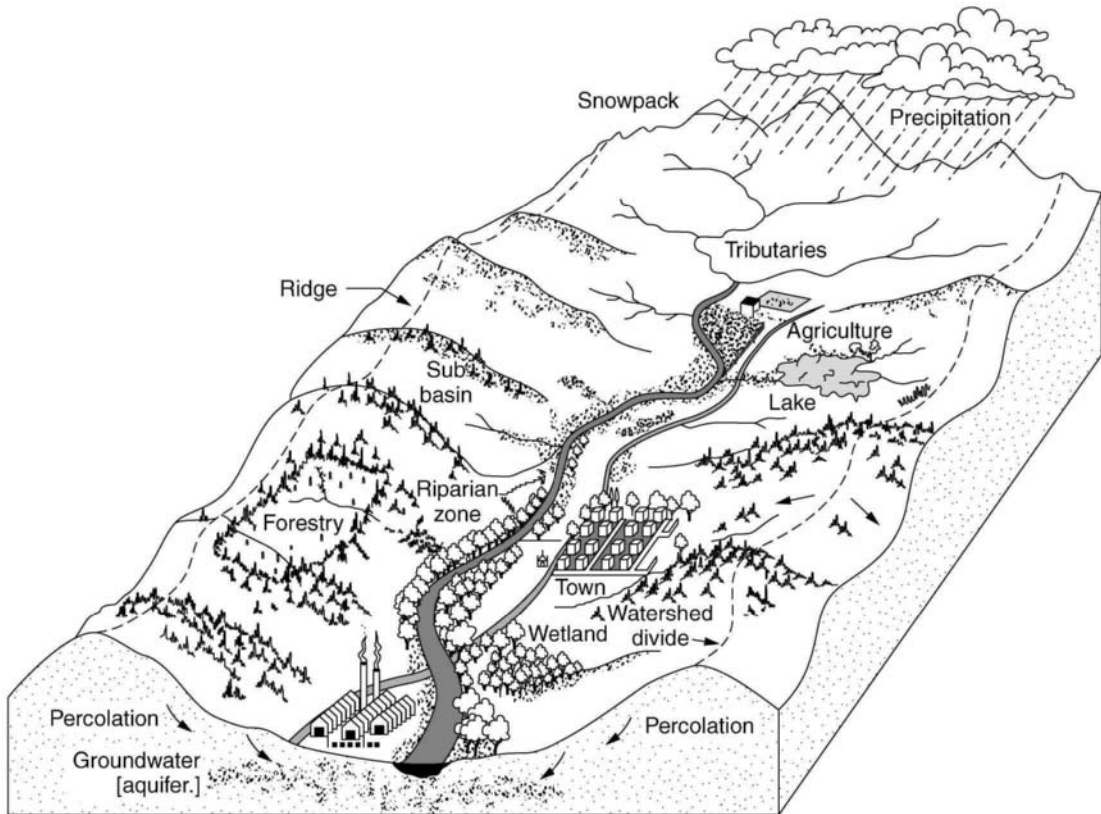 Snowpack
Precipitation
Tributaries
Ridge
Agriculture
Sub
basin
Lake
Riparian
zone
Forestry
Town
Watershed
divide
Wetland
Percolation
Percolation
Groundwater
[aquifer.]